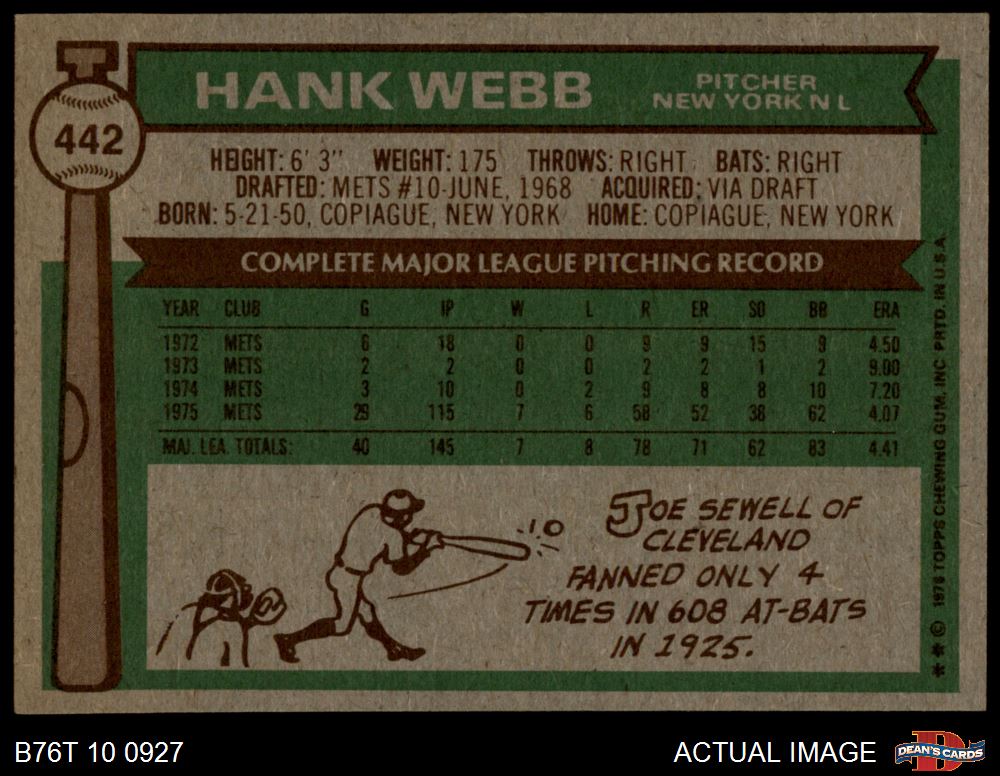 HANK WEBB
PITCHER
NEW YORK N L
442
HEIGHT: 6' 3" WEIGHT: 175 THROWS: RIGHT BATS: RIGHT
DRAFTED: METS #10-JUNE, 1968 ACQUIRED: VIA DRAFT
BORN: 5-21-50, COPIAGUE, NEW YORK HOME: COPIAGUE, NEW YORK
COMPLETE MAJOR LEAGUE PITCHING RECORD
YEAR CLUB G IP W L R ER SO BB ERA
1972 METS 6 18 0 0 9 9 15 9 4.50
1973 METS 2 2 0 0 2 2 1 2 9.00
1974 METS 3 10 0 2 9 8 8 10 7.20
1975 METS 29 115 7 6 58 52 38 62 4.07
MAJ. LEA. TOTALS: 40 145 7 8 78 71 62 83 4.41
JOE SEWELL OF
CLEVELAND
FANNED ONLY 4
TIMES IN 608 AT-BATS
IN 1925.
* * © 1976 TOPPS CHEWING GUM, INC. PRTD. IN U.S.A.
B76T 10 0927
ACTUAL IMAGE
D
DEAN'S CARDS